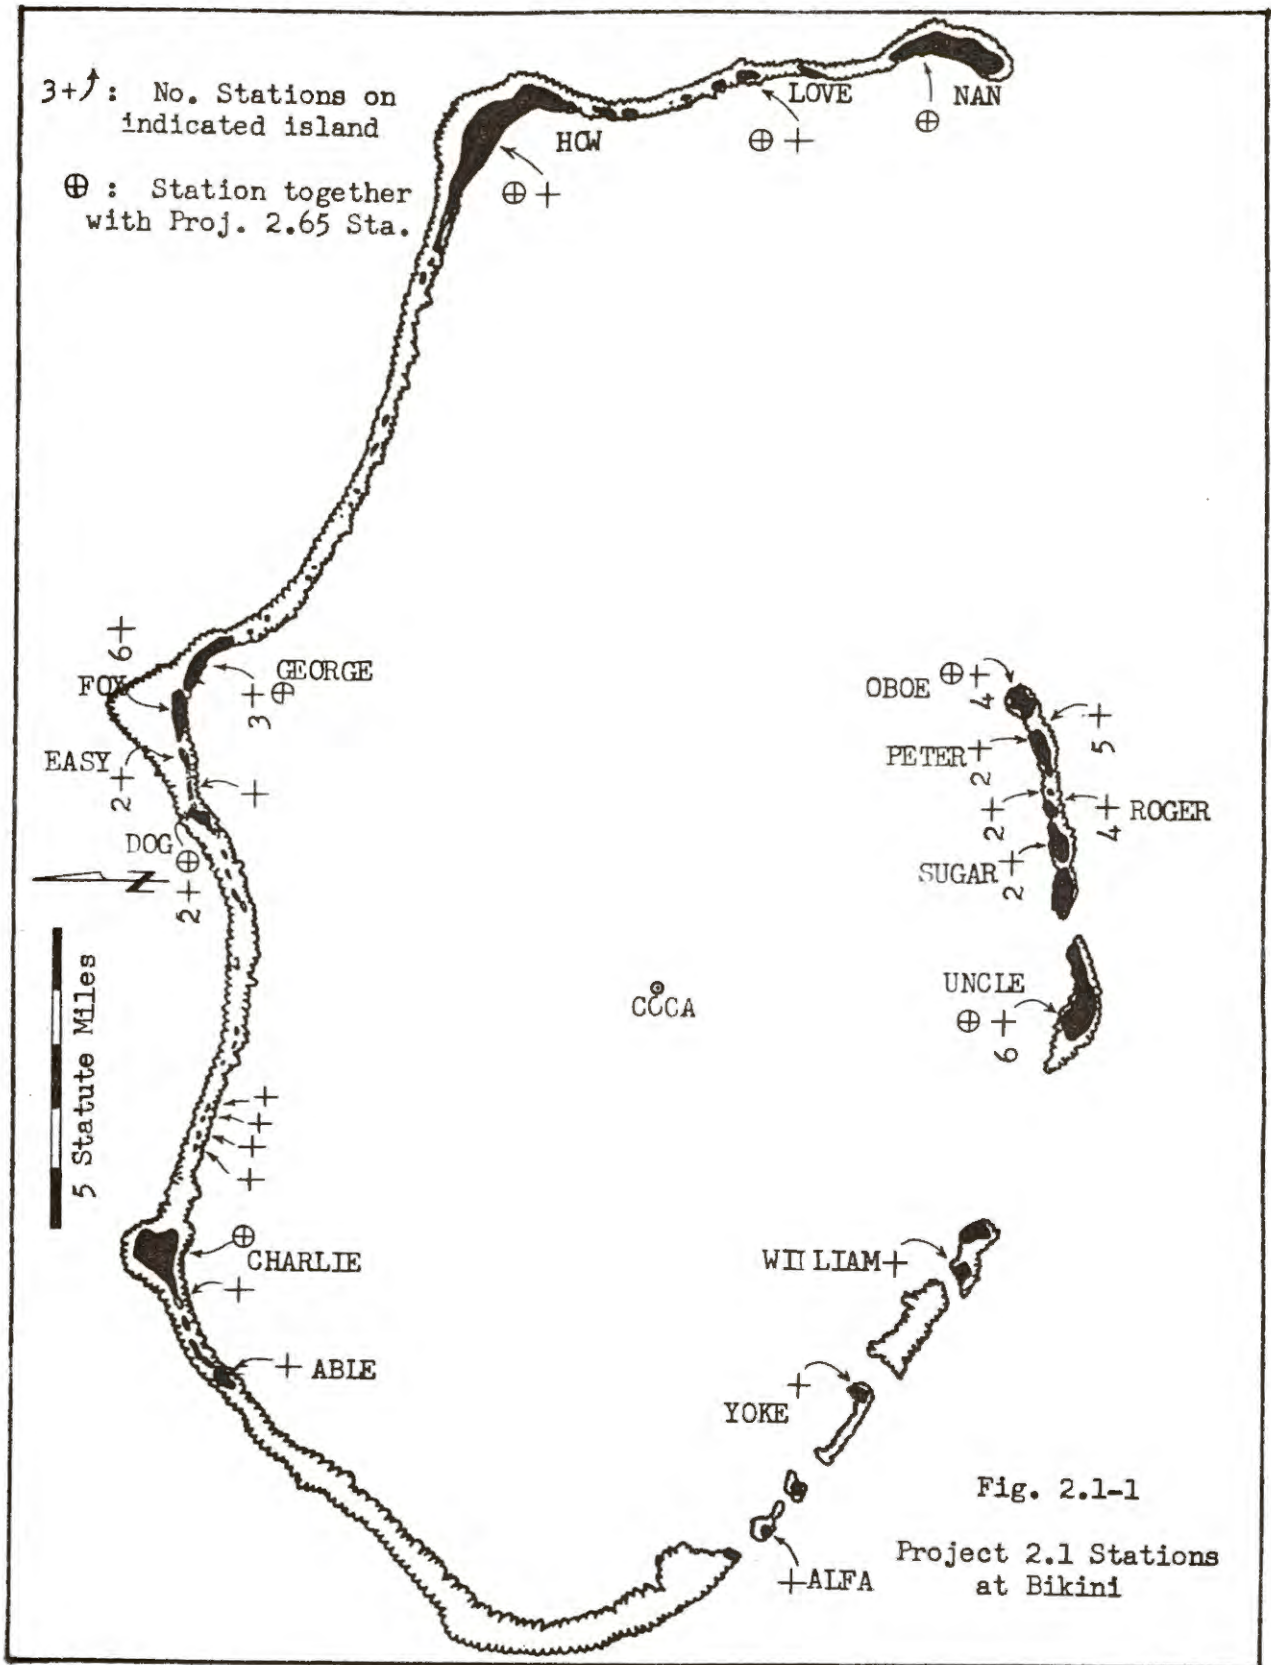 3+ : No. Stations on
indicated island
⊕ : Station together
with Proj. 2.65 Sta.
LOVE
NAN
⊕
⊕ +
HOW
⊕ +
6+
FOX
GEORGE
3+ ⊕
EASY
2+
+
DOG
⊕
2+
N
OBOE ⊕ +
4
+
5
PETER +
2
+
2
+ ROGER
4
SUGAR +
2
COCA
UNCLE
⊕ +
6
5 Statute Miles
+
+
+
+
⊕
CHARLIE
+
+ ABLE
WILLIAM+
+
YOKE
+ALFA
Fig. 2.1-1
Project 2.1 Stations
at Bikini